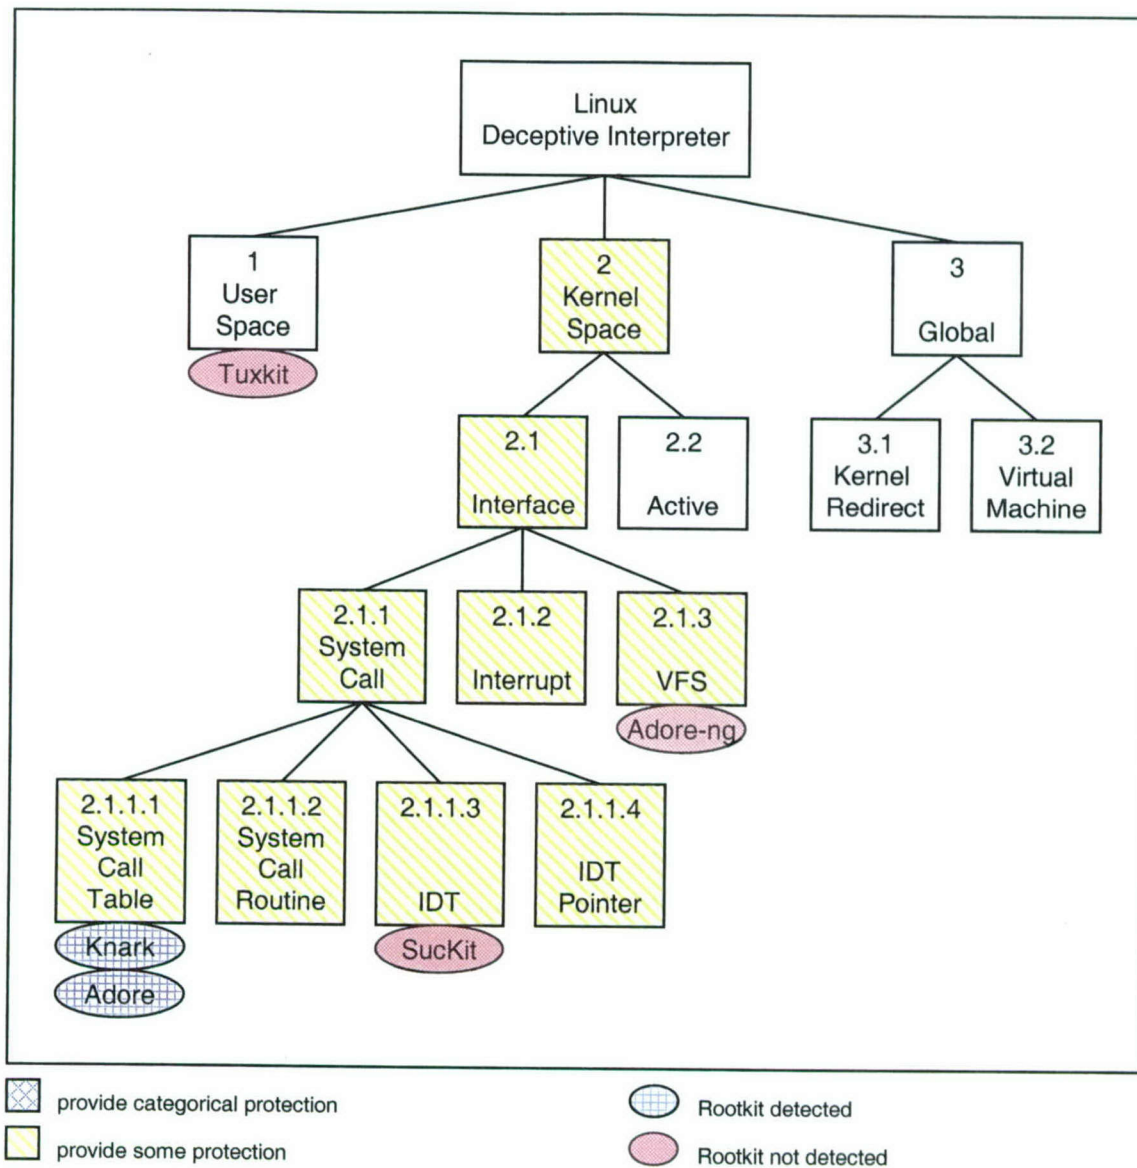 Linux
Deceptive Interpreter
1
User
Space
Tuxkit
2
Kernel
Space
3
Global
2.1
Interface
2.2
Active
3.1
Kernel
Redirect
3.2
Virtual
Machine
2.1.1
System
Call
2.1.2
Interrupt
2.1.3
VFS
Adore-ng
2.1.1.1
System
Call
Table
Knark
Adore
2.1.1.2
System
Call
Routine
2.1.1.3
IDT
SucKit
2.1.1.4
IDT
Pointer
provide categorical protection
provide some protection
Rootkit detected
Rootkit not detected